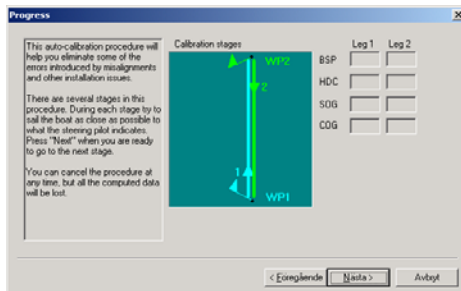 Progress
This auto-calibration procedure will
help you eliminate some of the
errors introduced by misalignments
and other installation issues.
There are several stages in this
procedure. During each stage try to
sail the boat as close as possible to
what the steering pilot indicates.
Press "Next" when you are ready
to go to the next stage.
You can cancel the procedure at
any time, but all the computed data
will be lost.
Calibration stages
WP2
2
1
WP1
Leg 1 Leg 2
BSP
HDC
SOG
COG
< Föregående
Nästa >
Avbryt